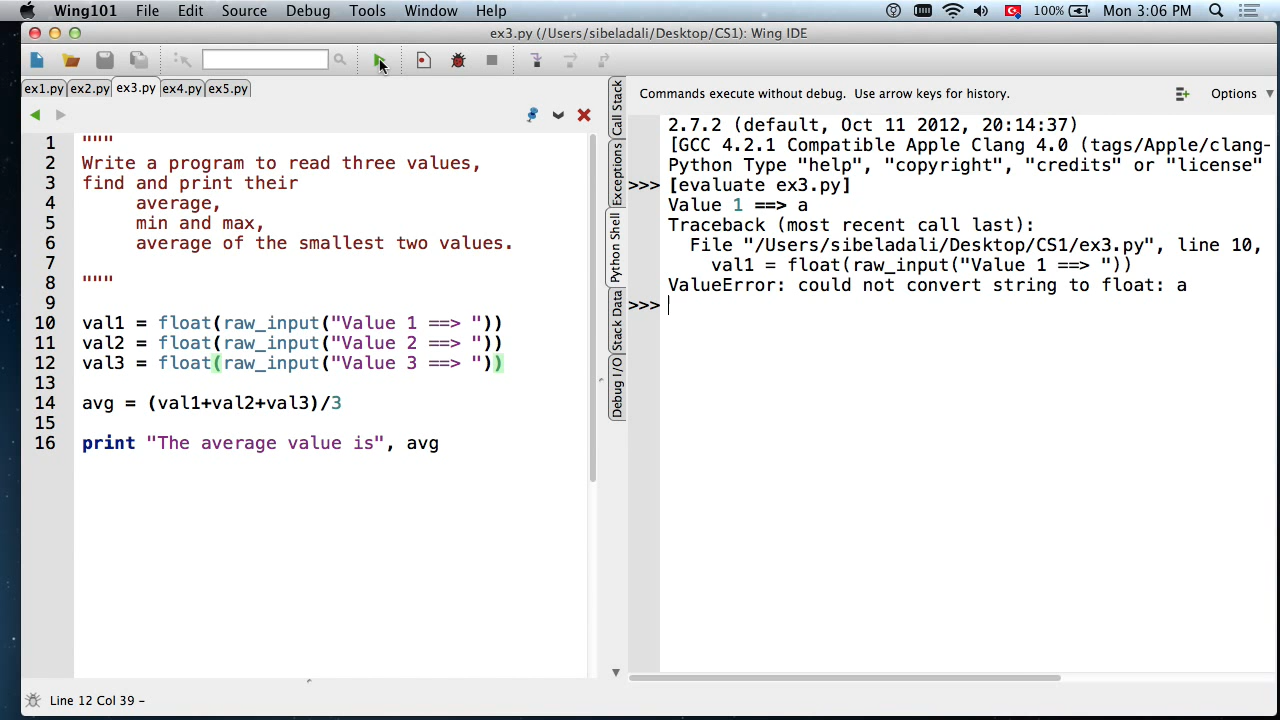 Wing101 File Edit Source Debug Tools Window Help 100% Mon 3:06 PM
ex3.py (/Users/sibeladali/Desktop/CS1): Wing IDE
ex1.py ex2.py ex3.py ex4.py ex5.py
1 """
2 Write a program to read three values,
3 find and print their
4 average,
5 min and max,
6 average of the smallest two values.
7
8 """
9
10 val1 = float(raw_input("Value 1 ==> "))
11 val2 = float(raw_input("Value 2 ==> "))
12 val3 = float(raw_input("Value 3 ==> "))
13
14 avg = (val1+val2+val3)/3
15
16 print "The average value is", avg
Line 12 Col 39 -
Call Stack
Exceptions
Python Shell
Stack Data
Debug I/O
Commands execute without debug. Use arrow keys for history. Options
2.7.2 (default, Oct 11 2012, 20:14:37)
[GCC 4.2.1 Compatible Apple Clang 4.0 (tags/Apple/clang-
Python Type "help", "copyright", "credits" or "license"
>>> [evaluate ex3.py]
Value 1 ==> a
Traceback (most recent call last):
File "/Users/sibeladali/Desktop/CS1/ex3.py", line 10,
val1 = float(raw_input("Value 1 ==> "))
ValueError: could not convert string to float: a
>>>